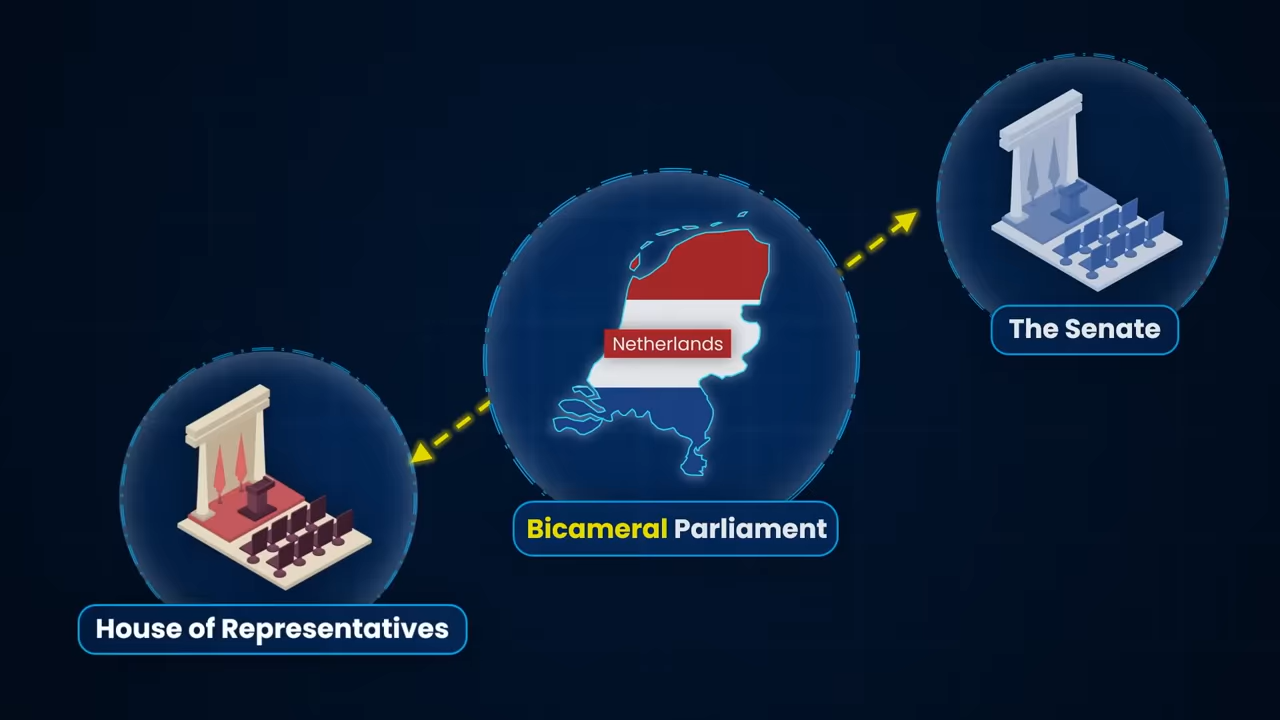 The Senate
Netherlands
Bicameral Parliament
House of Representatives